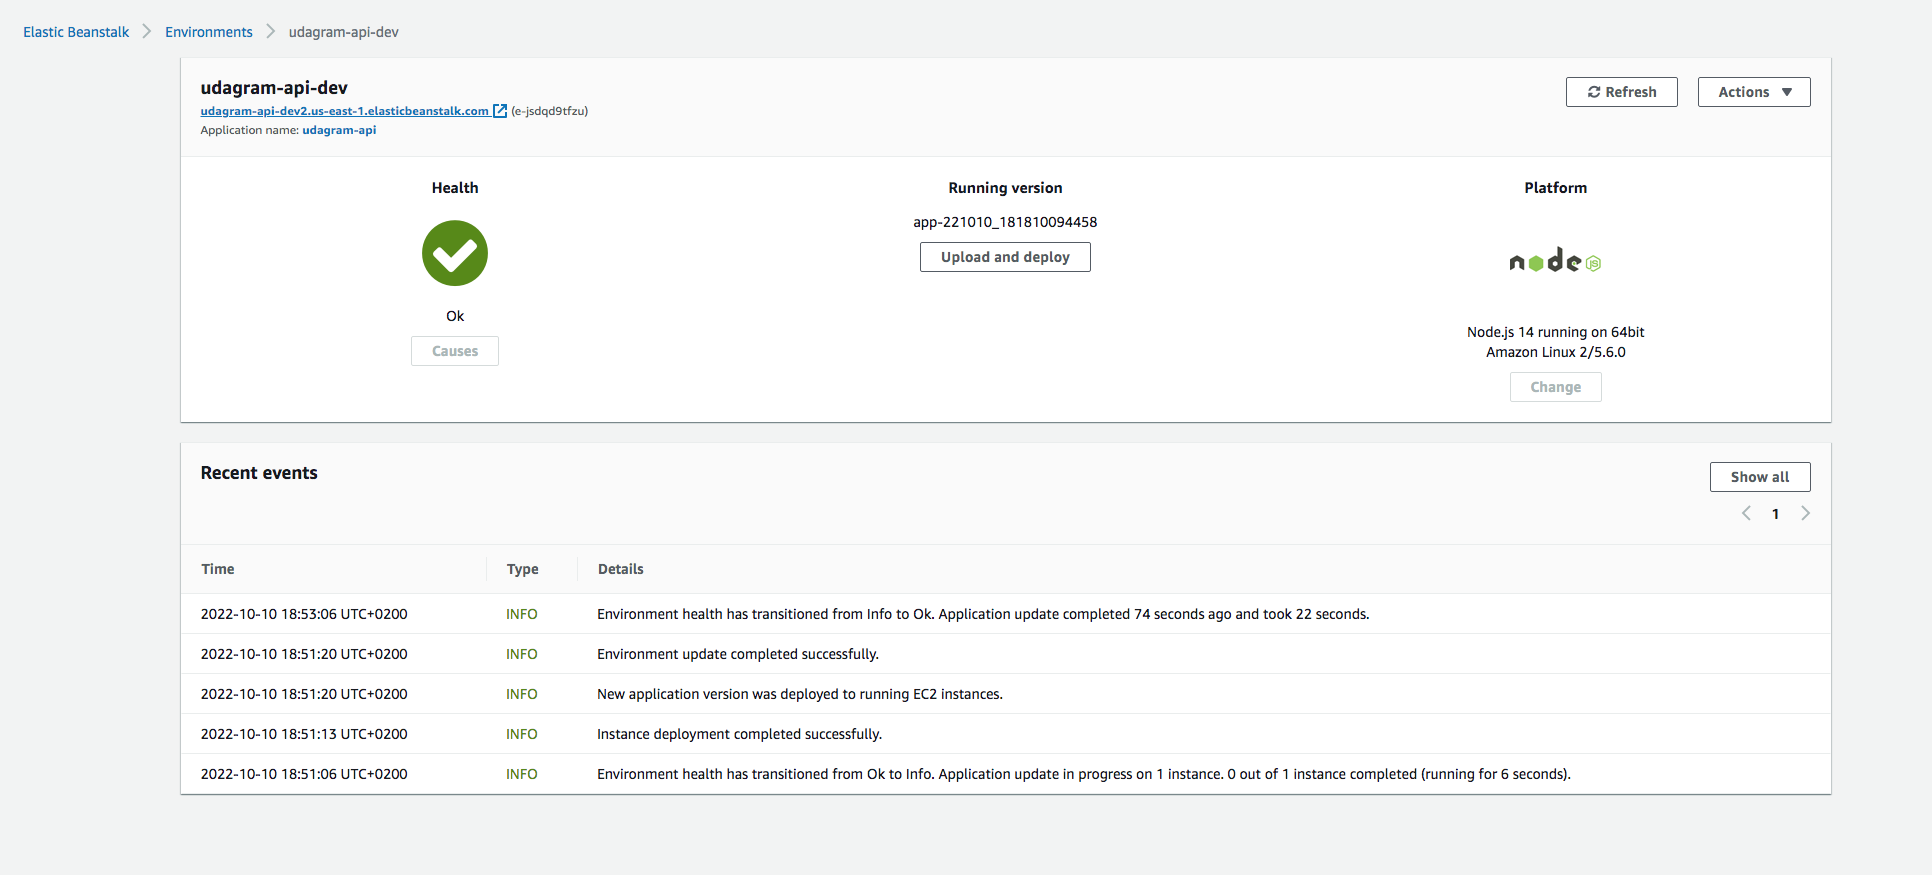 Elastic Beanstalk > Environments > udagram-api-dev
udagram-api-dev
udagram-api-dev2.us-east-1.elasticbeanstalk.com (e-jsdqd9tfzu)
Application name: udagram-api
Refresh
Actions
Health
Ok
Causes
Running version
app-221010_181810094458
Upload and deploy
Platform
node JS
Node.js 14 running on 64bit
Amazon Linux 2/5.6.0
Change
Recent events
Show all
1
Time Type Details
2022-10-10 18:53:06 UTC+0200 INFO Environment health has transitioned from Info to Ok. Application update completed 74 seconds ago and took 22 seconds.
2022-10-10 18:51:20 UTC+0200 INFO Environment update completed successfully.
2022-10-10 18:51:20 UTC+0200 INFO New application version was deployed to running EC2 instances.
2022-10-10 18:51:13 UTC+0200 INFO Instance deployment completed successfully.
2022-10-10 18:51:06 UTC+0200 INFO Environment health has transitioned from Ok to Info. Application update in progress on 1 instance. 0 out of 1 instance completed (running for 6 seconds).